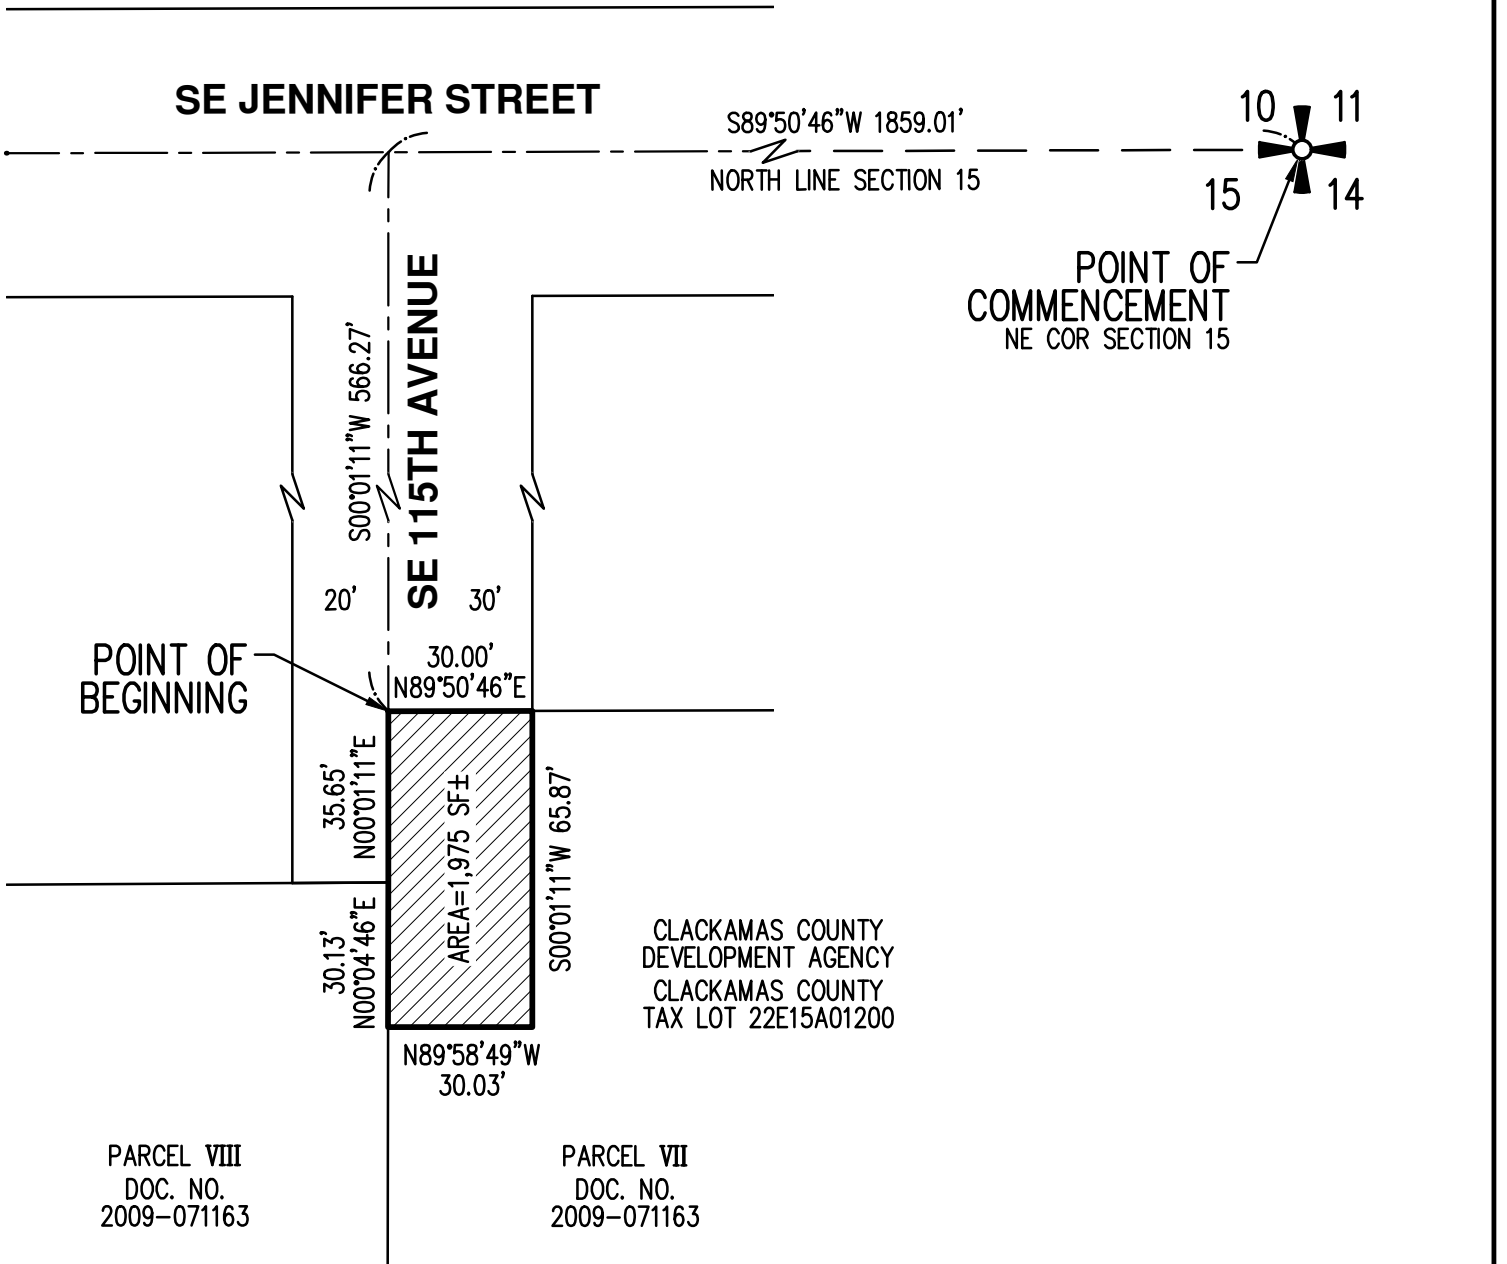 SE JENNIFER STREET
S89°50'46"W 1859.01'
NORTH LINE SECTION 15
10
11
15
14
POINT OF
COMMENCEMENT
NE COR SECTION 15
S00°01'11"W 566.27'
SE 115TH AVENUE
20'
30'
POINT OF
BEGINNING
30.00'
N89°50'46"E
35.65'
N00°01'11"E
30.13'
N00°04'46"E
AREA=1,975 SF±
S00°01'11"W 65.87'
N89°58'49"W
30.03'
CLACKAMAS COUNTY
DEVELOPMENT AGENCY
CLACKAMAS COUNTY
TAX LOT 22E15A01200
PARCEL VIII
DOC. NO.
2009-071163
PARCEL VII
DOC. NO.
2009-071163